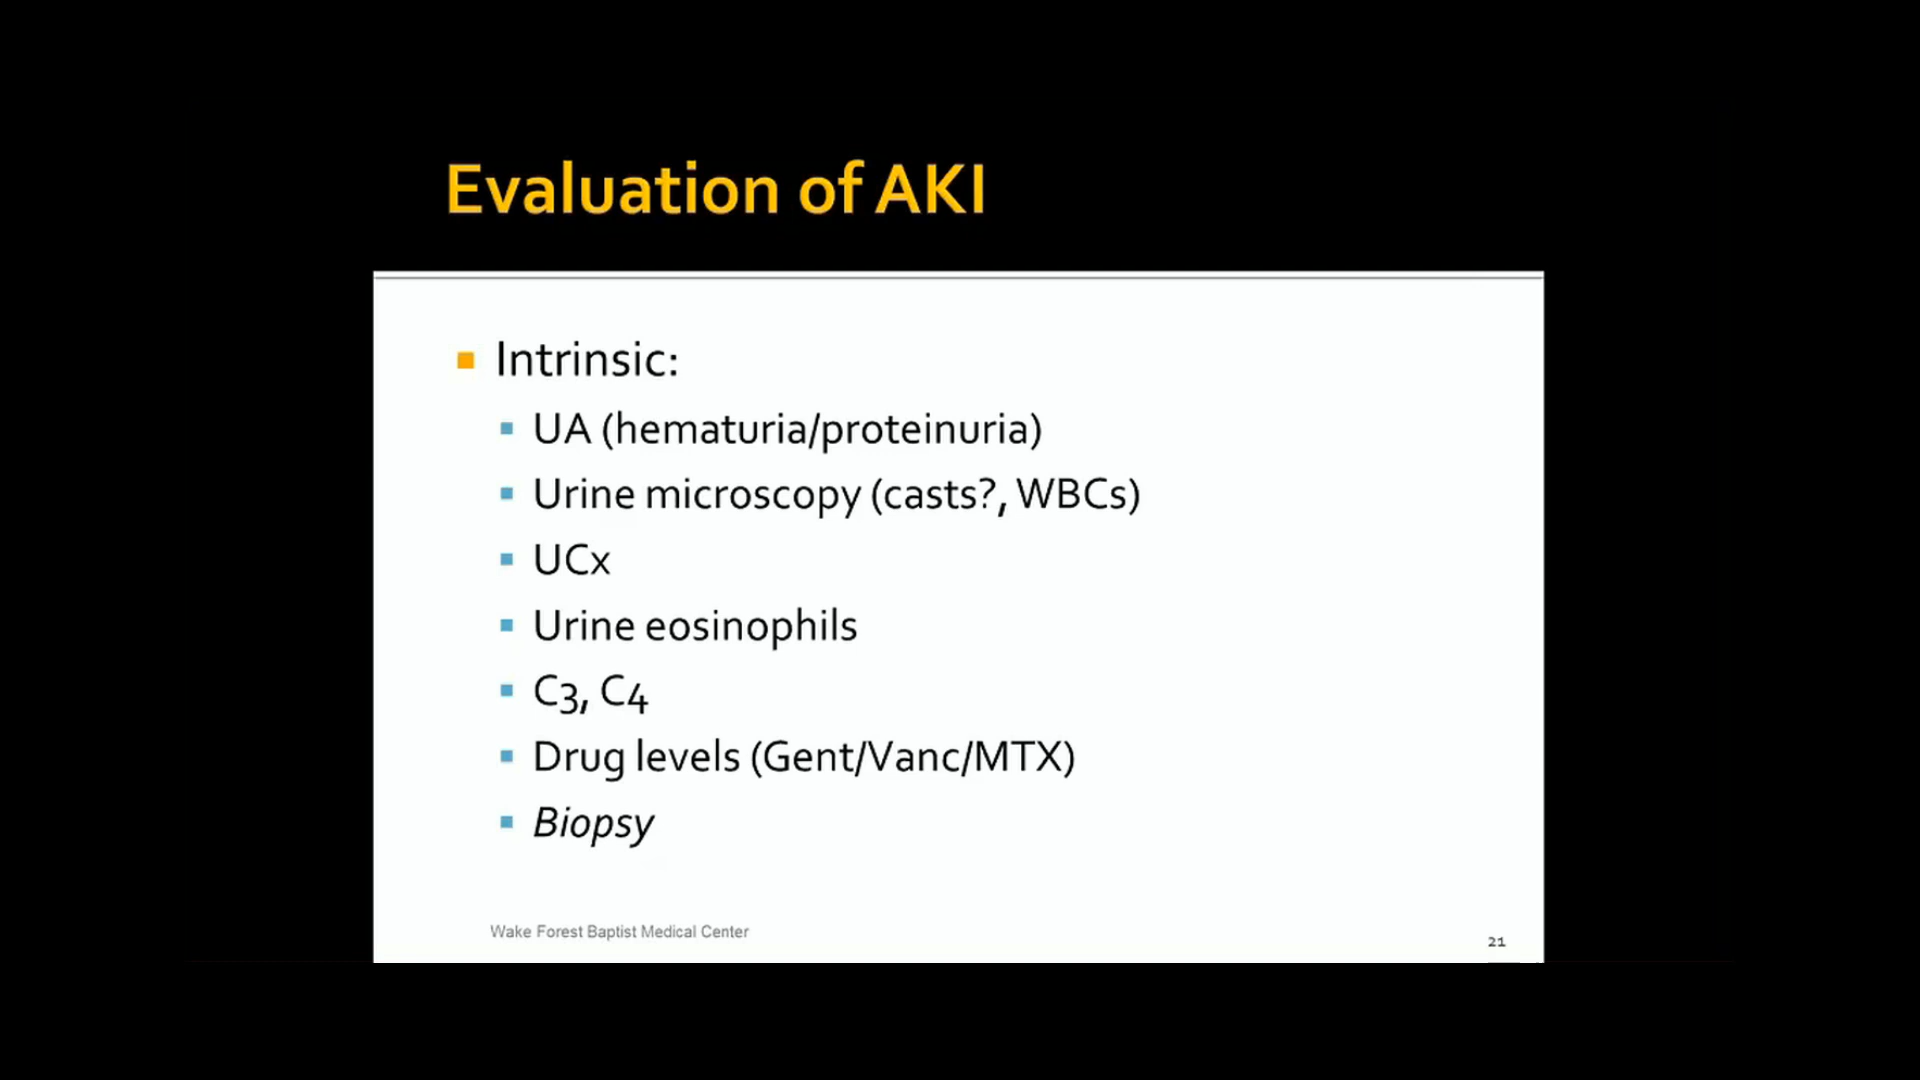 Evaluation of AKI
Intrinsic:
UA (hematuria/proteinuria)
Urine microscopy (casts?, WBCs)
UCx
Urine eosinophils
C3, C4
Drug levels (Gent/Vanc/MTX)
Biopsy
Wake Forest Baptist Medical Center
21